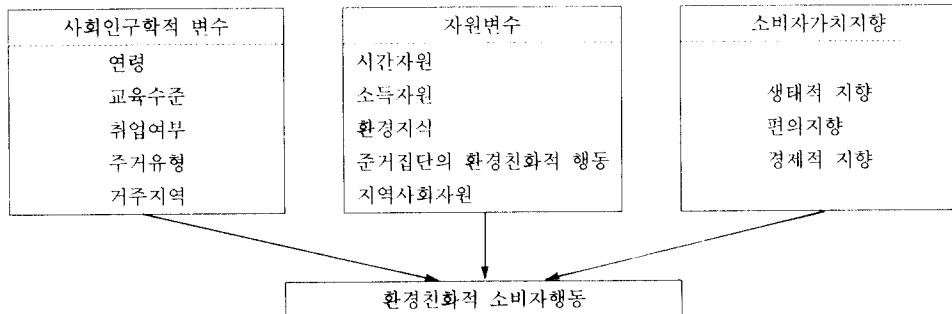 사회인구학적 변수
연령
교육수준
취업여부
주거유형
거주지역
자원변수
시간자원
소득자원
환경지식
준거집단의 환경친화적 행동
지역사회자원
소비자가치지향
생태적 지향
편의지향
경제적 지향
환경친화적 소비자행동